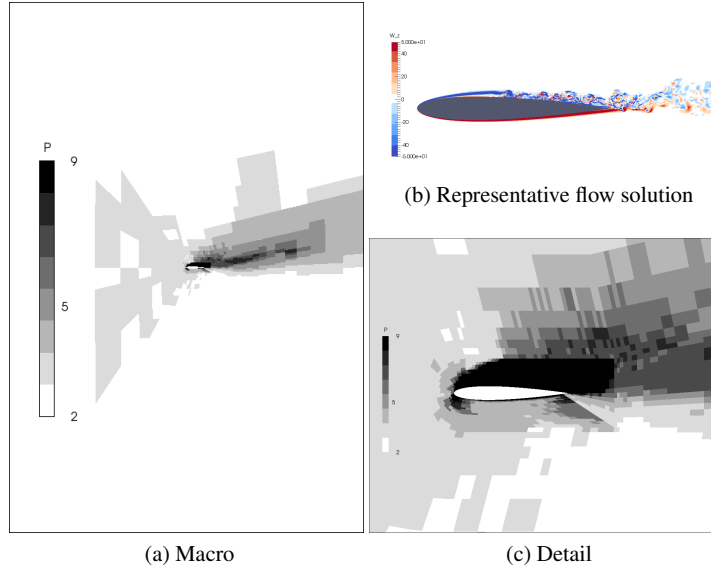 P
9
5
2
(a) Macro
W_z
5.000e+01
40
20
0
-20
-40
-5.000e+01
(b) Representative flow solution
P
9
5
2
(c) Detail